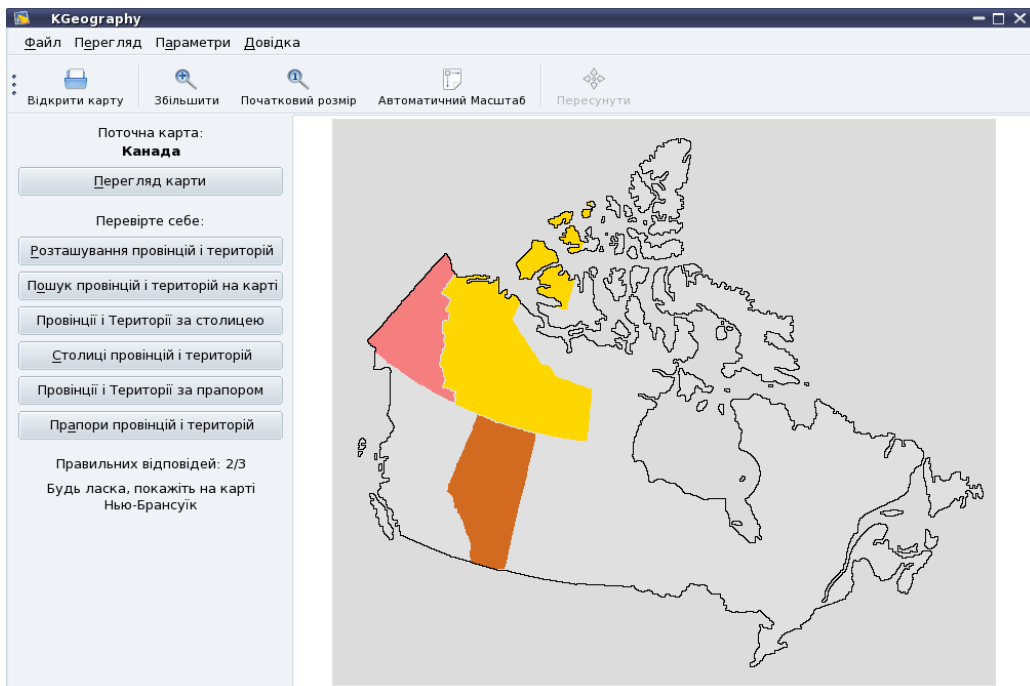 KGeography
Файл Перегляд Параметри Довідка
Відкрити карту Збільшити Початковий розмір Автоматичний Масштаб Пересунути
Поточна карта:
Канада
Перегляд карти
Перевірте себе:
Розташування провінцій і територій
Пошук провінцій і територій на карті
Провінції і Території за столицею
Столиці провінцій і територій
Провінції і Території за прапором
Прапори провінцій і територій
Правильних відповідей: 2/3
Будь ласка, покажіть на карті
Нью-Брансуїк